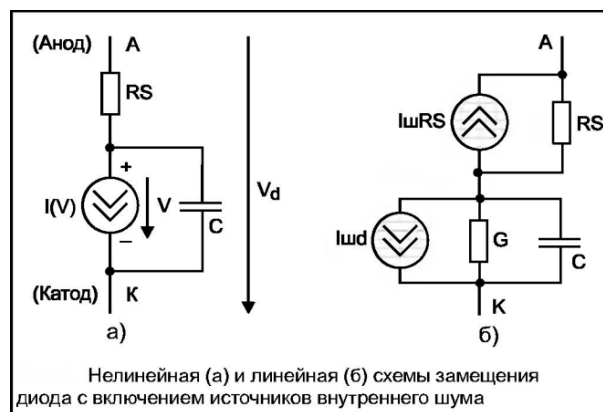 (Анод) А
RS
+
I(V)
V
C
–
Vd
(Катод) К
а)
А
IшRS
RS
Iшd
G
C
К
б)
Нелинейная (а) и линейная (б) схемы замещения
диода с включением источников внутреннего шума